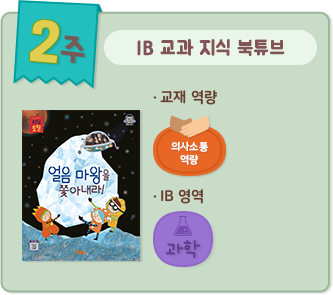 2주
IB 교과 지식 북튜브
· 교재 역량
의사소통
역량
· IB 영역
과학
얼음 마왕을
쫓아내라!